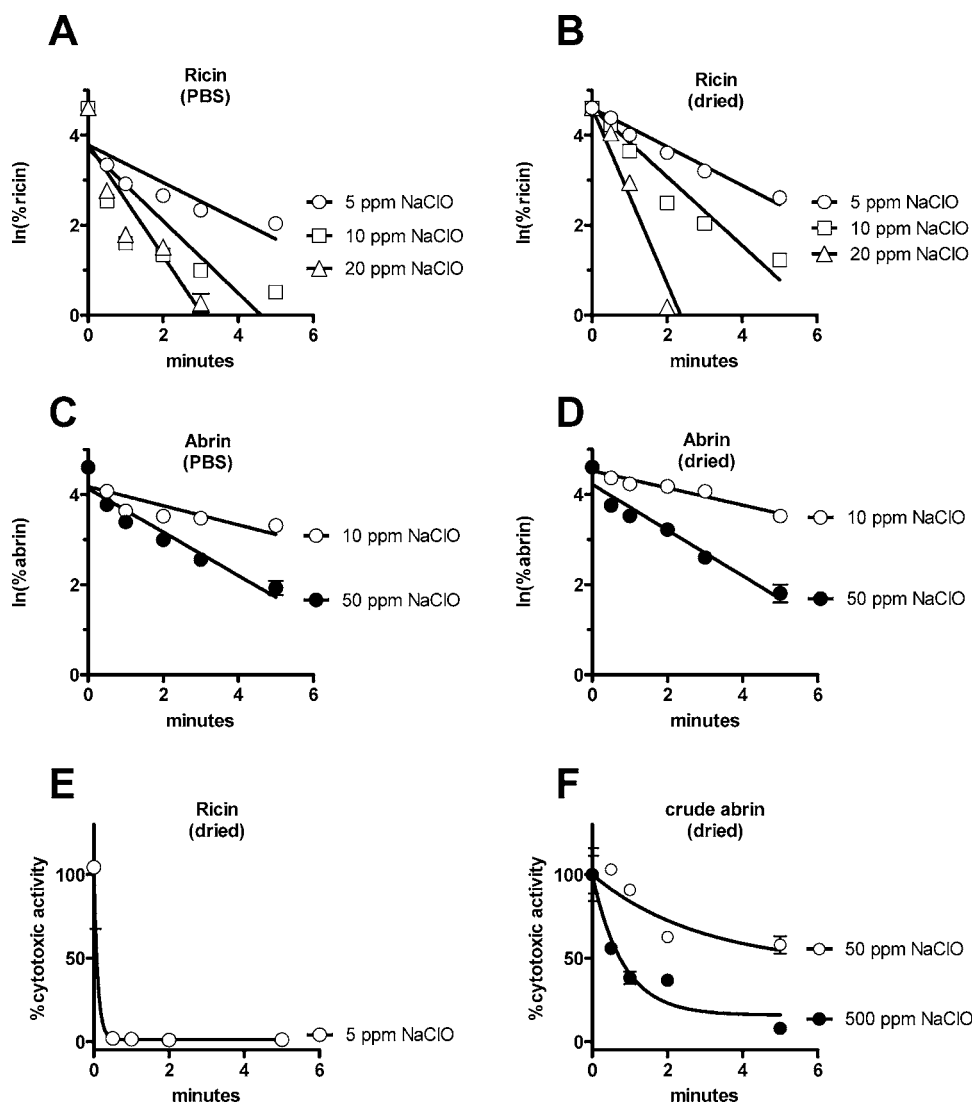 A
Ricin
(PBS)
ln(%ricin)
4
2
0
0
2
4
6
minutes
5 ppm NaClO
10 ppm NaClO
20 ppm NaClO
B
Ricin
(dried)
ln(%ricin)
4
2
0
0
2
4
6
minutes
5 ppm NaClO
10 ppm NaClO
20 ppm NaClO
C
Abrin
(PBS)
ln(%abrin)
4
2
0
0
2
4
6
minutes
10 ppm NaClO
50 ppm NaClO
D
Abrin
(dried)
ln(%abrin)
4
2
0
0
2
4
6
minutes
10 ppm NaClO
50 ppm NaClO
E
Ricin
(dried)
%cytotoxic activity
100
50
0
0
2
4
6
minutes
5 ppm NaClO
F
crude abrin
(dried)
%cytotoxic activity
100
50
0
0
2
4
6
minutes
50 ppm NaClO
500 ppm NaClO